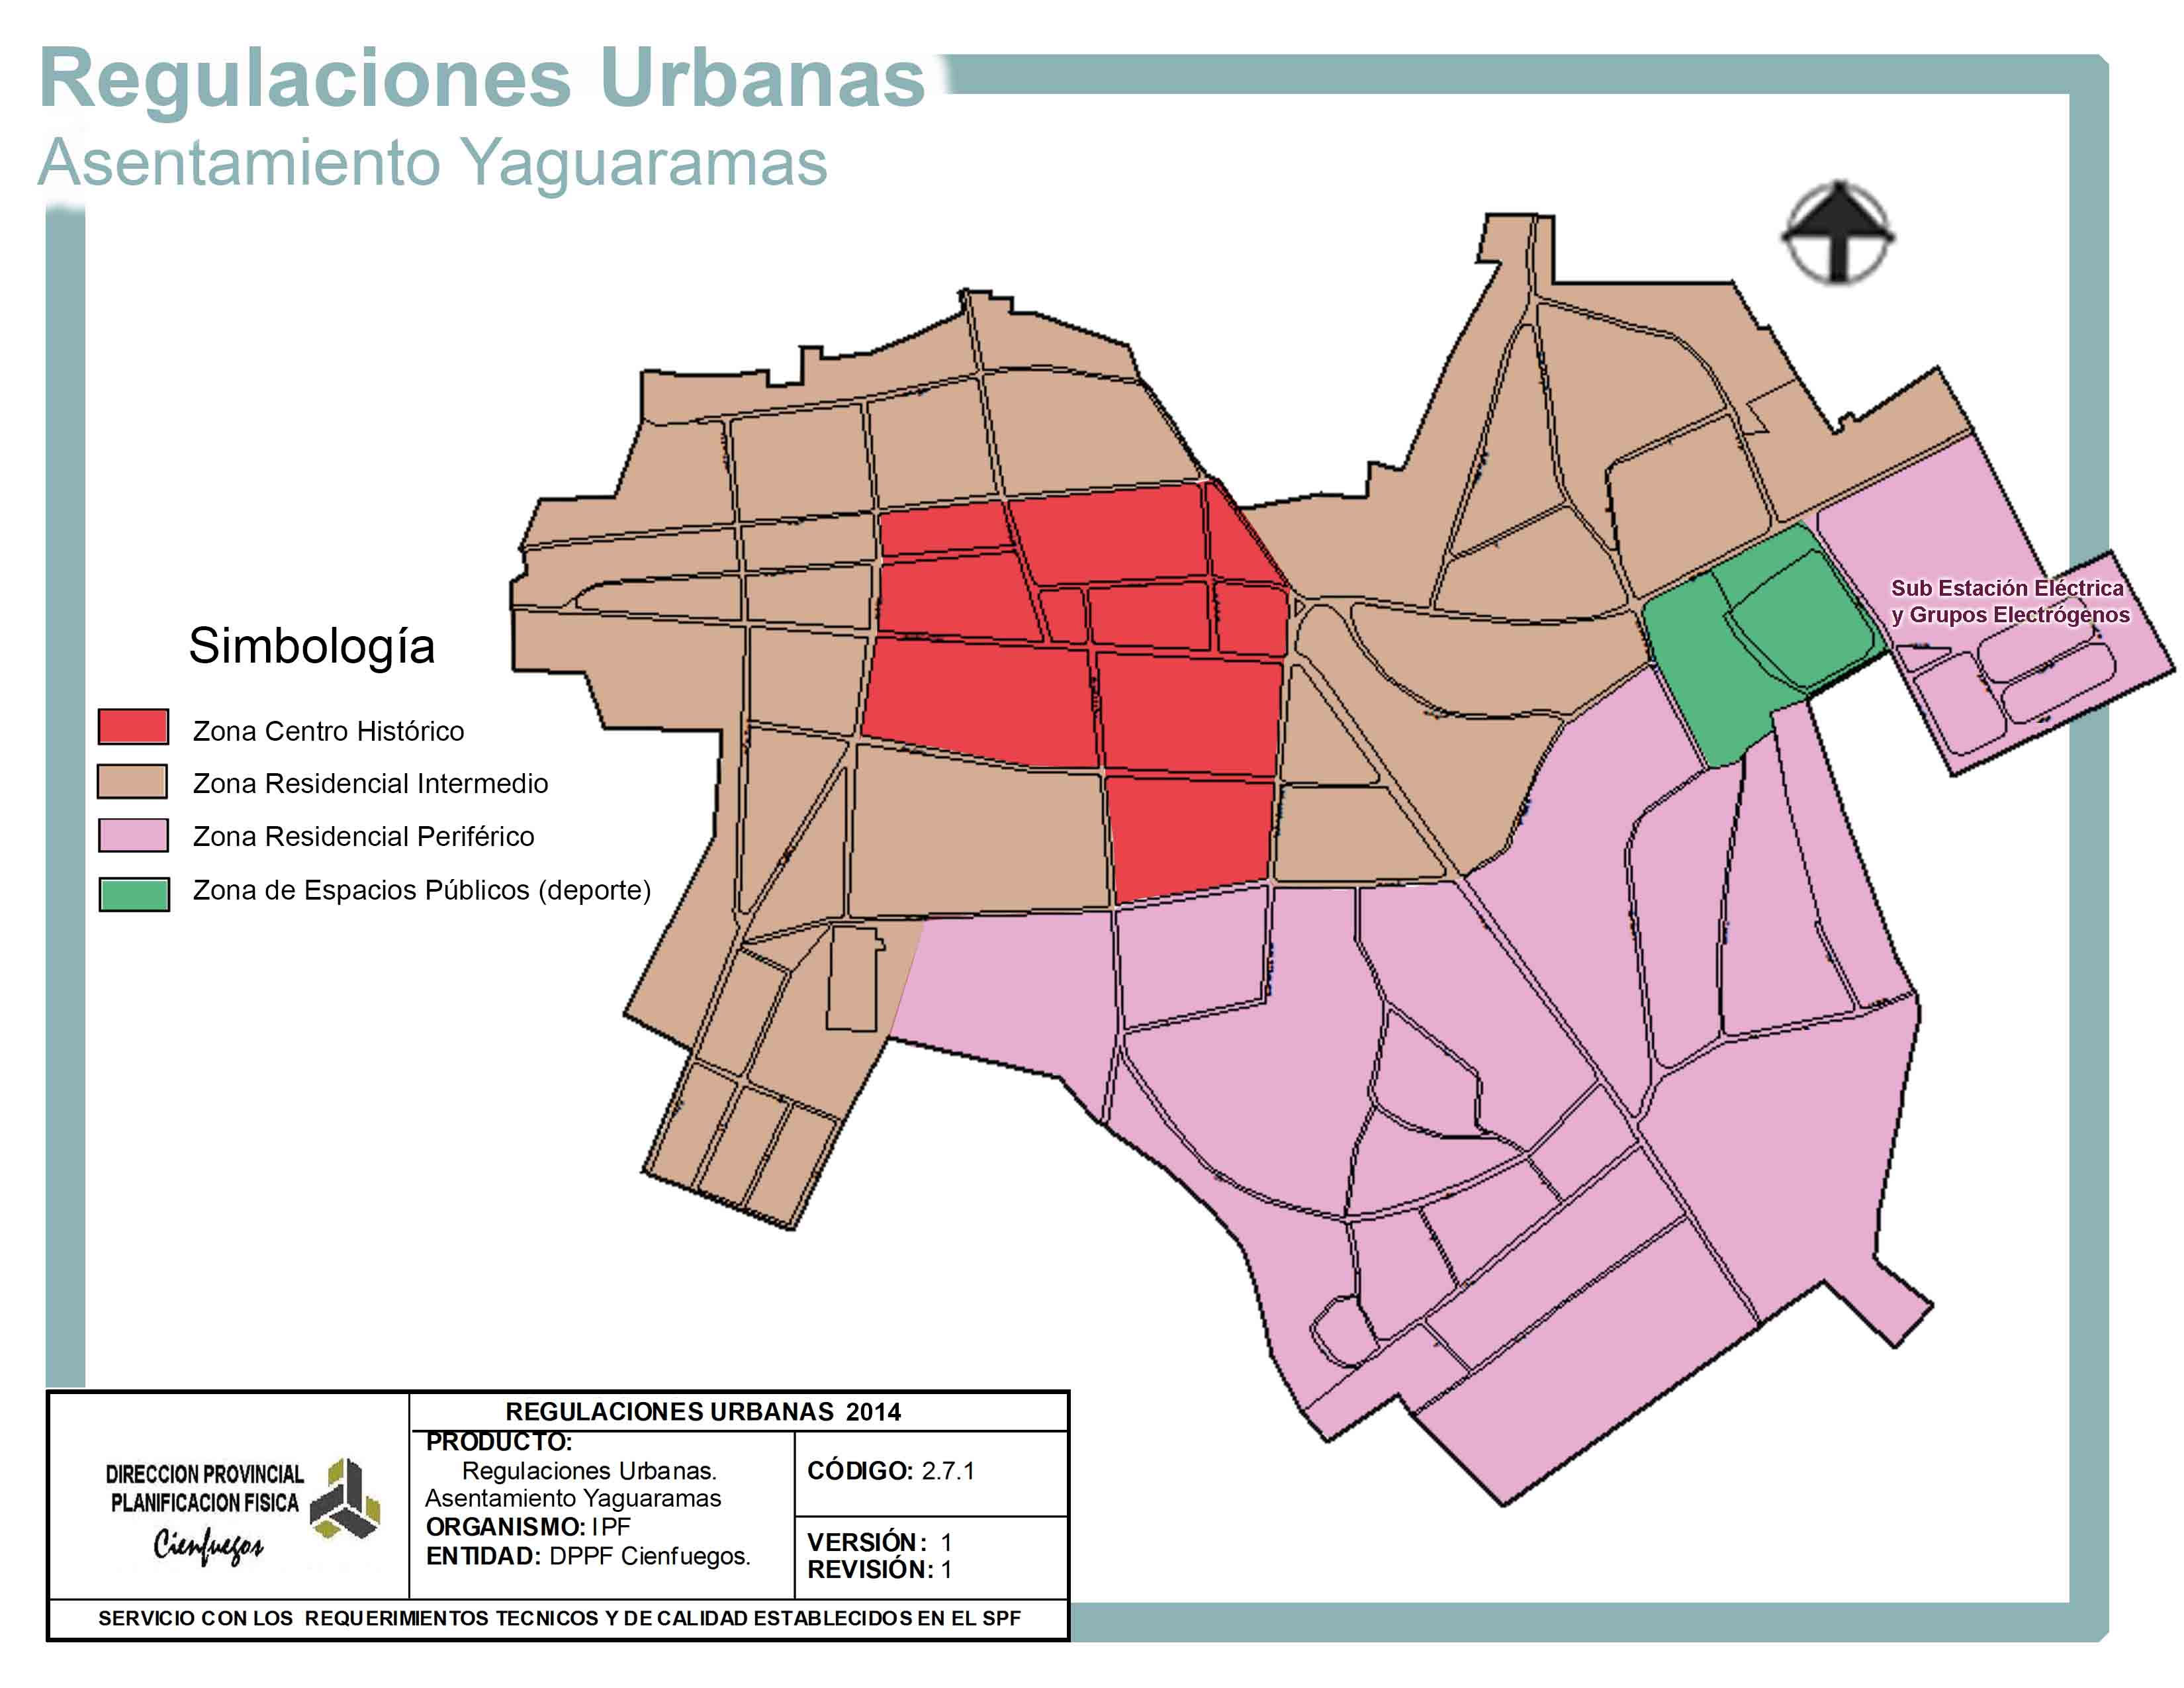 Regulaciones Urbanas
Asentamiento Yaguaramas
Sub Estación Eléctrica
y Grupos Electrógenos
Simbología
Zona Centro Histórico
Zona Residencial Intermedio
Zona Residencial Periférico
Zona de Espacios Públicos (deporte)
DIRECCION PROVINCIAL
PLANIFICACION FISICA
Cienfuegos
REGULACIONES URBANAS 2014
PRODUCTO:
Regulaciones Urbanas.
Asentamiento Yaguaramas
ORGANISMO: IPF
ENTIDAD: DPPF Cienfuegos.
CÓDIGO: 2.7.1
VERSIÓN: 1
REVISIÓN: 1
SERVICIO CON LOS REQUERIMIENTOS TECNICOS Y DE CALIDAD ESTABLECIDOS EN EL SPF